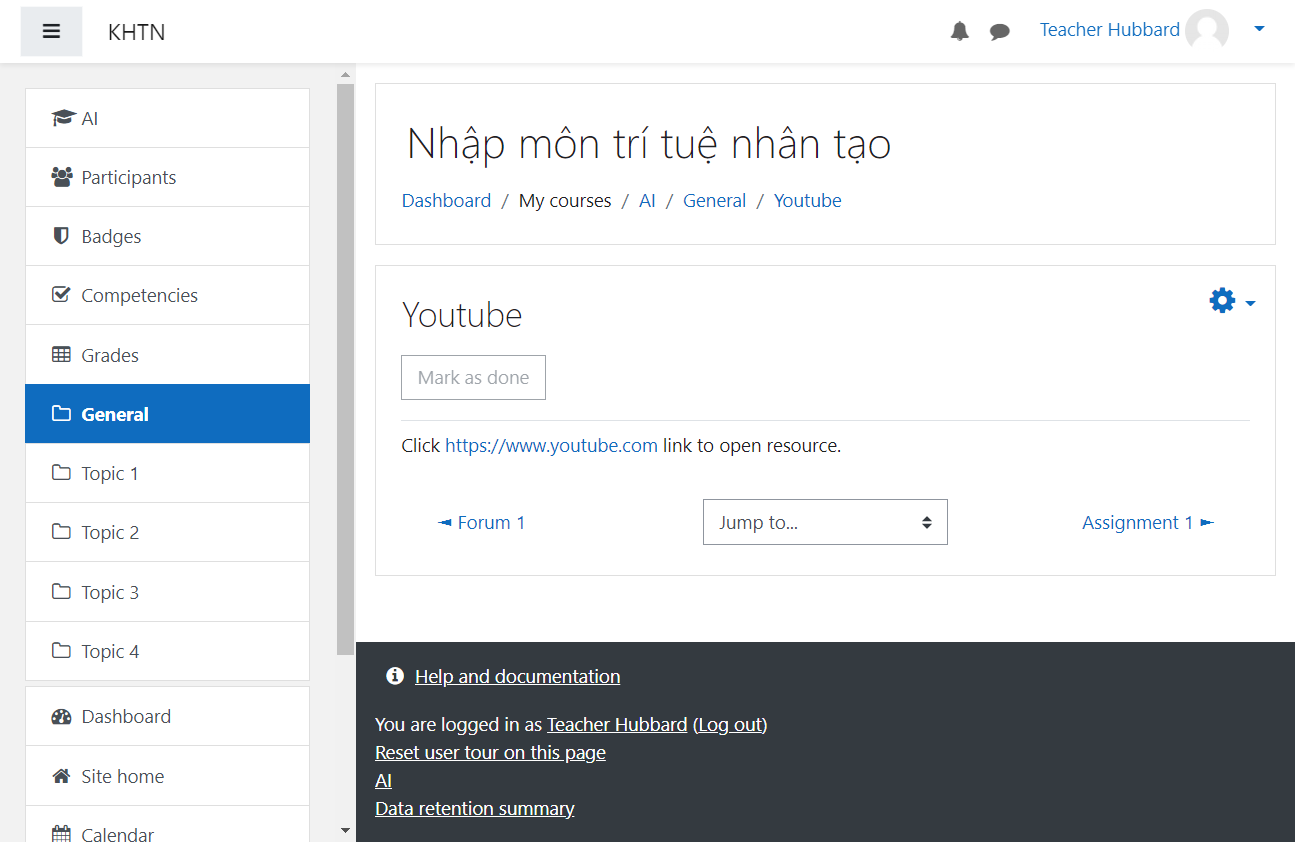 KHTN
Teacher Hubbard
AI
Participants
Badges
Competencies
Grades
General
Topic 1
Topic 2
Topic 3
Topic 4
Dashboard
Site home
Calendar
Nhập môn trí tuệ nhân tạo
Dashboard / My courses / AI / General / Youtube
Youtube
Mark as done
Click https://www.youtube.com link to open resource.
◄ Forum 1
Jump to...
Assignment 1 ►
Help and documentation
You are logged in as Teacher Hubbard (Log out)
Reset user tour on this page
AI
Data retention summary